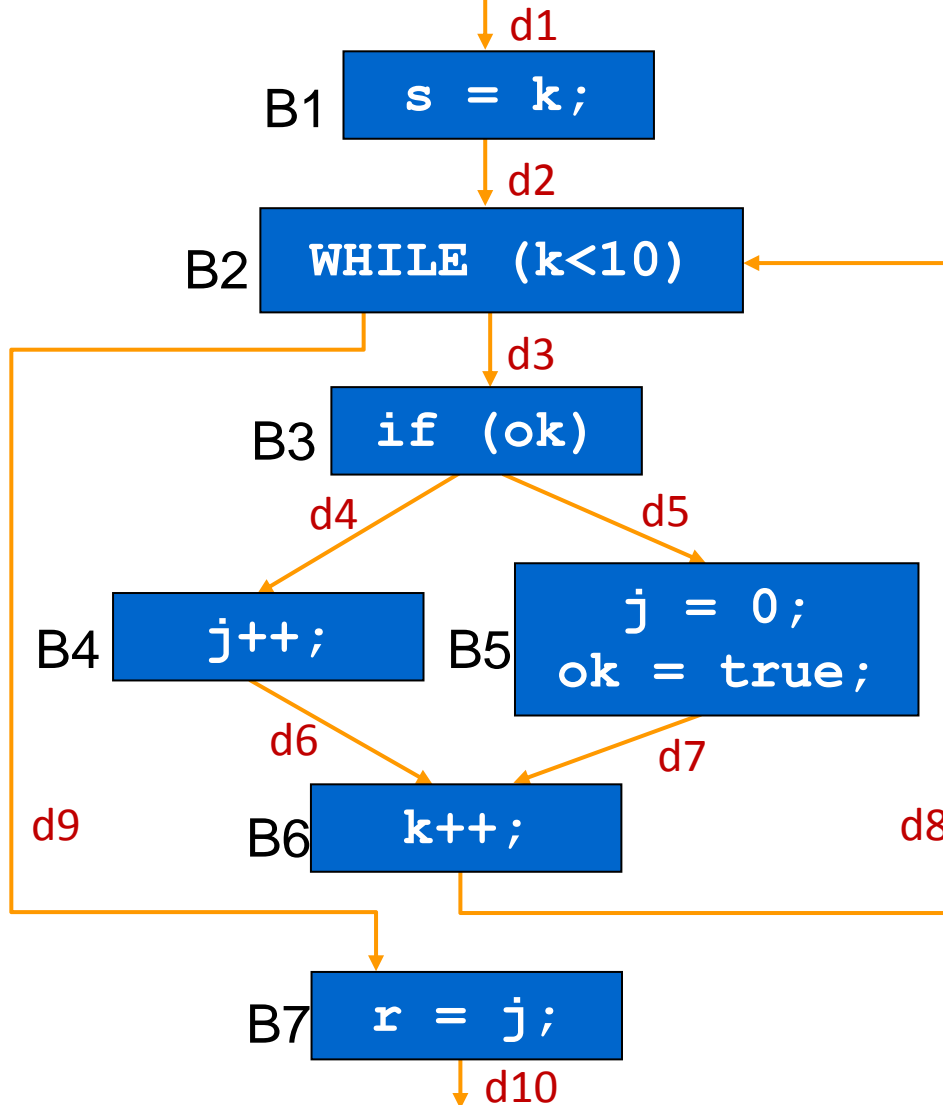 d1
B1
s = k;
d2
B2
WHILE (k<10)
d3
B3
if (ok)
d4
d5
B4
j++;
B5
j = 0;
ok = true;
d6
d7
d9
B6
k++;
d8
B7
r = j;
d10